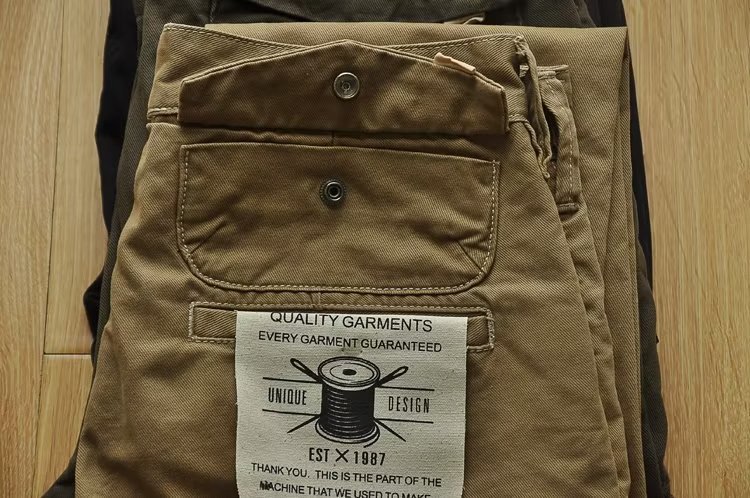 QUALITY GARMENTS
EVERY GARMENT GUARANTEED
UNIQUE DESIGN
EST X 1987
THANK YOU. THIS IS THE PART OF THE
MACHINE THAT WE USED TO MAKE